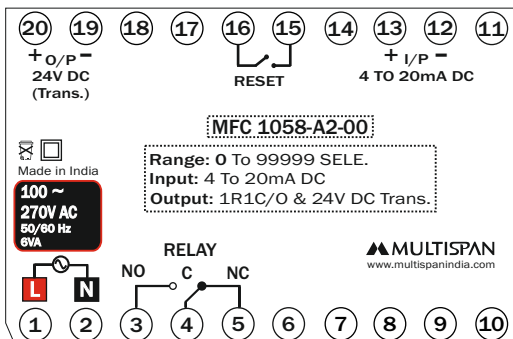 20 19 18 17 16 15 14 13 12 11
+ O/P −
24V DC
(Trans.)
RESET
+ I/P −
4 TO 20mA DC
MFC 1058-A2-00
Made in India
Range: 0 To 99999 SELE.
Input: 4 To 20mA DC
Output: 1R1C/O & 24V DC Trans.
100 ~
270V AC
50/60 Hz
6VA
L N
RELAY
NO C NC
MULTISPAN
www.multispanindia.com
1 2 3 4 5 6 7 8 9 10